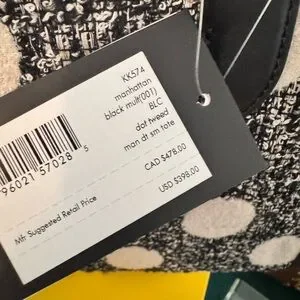 KK574
manhattan
black mult(001)
BLC
dot tweed
man dt sm tote
96021 57028 5
CAD $478.00
Mfr Suggested Retail Price
USD $398.00